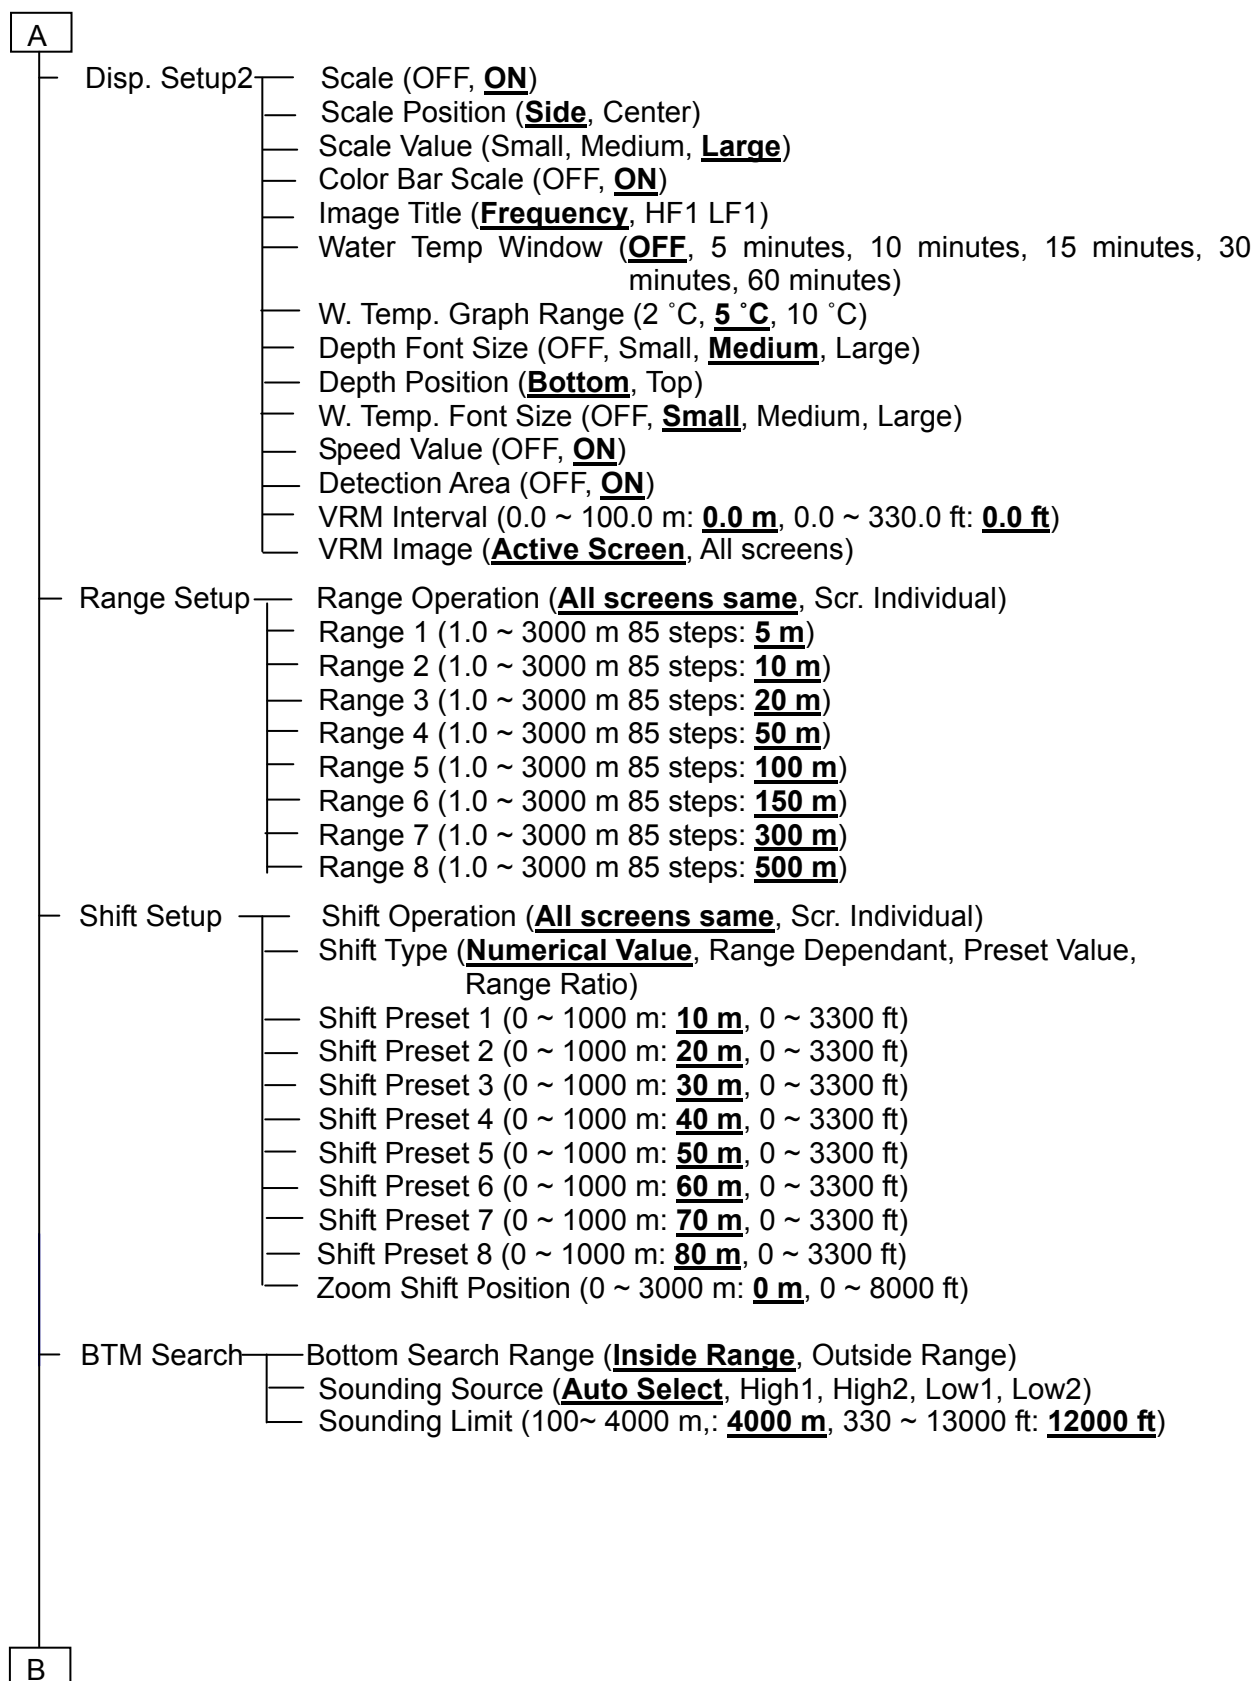 A
Disp. Setup2 Scale (OFF, ON)
Scale Position (Side, Center)
Scale Value (Small, Medium, Large)
Color Bar Scale (OFF, ON)
Image Title (Frequency, HF1 LF1)
Water Temp Window (OFF, 5 minutes, 10 minutes, 15 minutes, 30
minutes, 60 minutes)
W. Temp. Graph Range (2 ˚C, 5 ˚C, 10 ˚C)
Depth Font Size (OFF, Small, Medium, Large)
Depth Position (Bottom, Top)
W. Temp. Font Size (OFF, Small, Medium, Large)
Speed Value (OFF, ON)
Detection Area (OFF, ON)
VRM Interval (0.0 ~ 100.0 m: 0.0 m, 0.0 ~ 330.0 ft: 0.0 ft)
VRM Image (Active Screen, All screens)
Range Setup Range Operation (All screens same, Scr. Individual)
Range 1 (1.0 ~ 3000 m 85 steps: 5 m)
Range 2 (1.0 ~ 3000 m 85 steps: 10 m)
Range 3 (1.0 ~ 3000 m 85 steps: 20 m)
Range 4 (1.0 ~ 3000 m 85 steps: 50 m)
Range 5 (1.0 ~ 3000 m 85 steps: 100 m)
Range 6 (1.0 ~ 3000 m 85 steps: 150 m)
Range 7 (1.0 ~ 3000 m 85 steps: 300 m)
Range 8 (1.0 ~ 3000 m 85 steps: 500 m)
Shift Setup Shift Operation (All screens same, Scr. Individual)
Shift Type (Numerical Value, Range Dependant, Preset Value,
Range Ratio)
Shift Preset 1 (0 ~ 1000 m: 10 m, 0 ~ 3300 ft)
Shift Preset 2 (0 ~ 1000 m: 20 m, 0 ~ 3300 ft)
Shift Preset 3 (0 ~ 1000 m: 30 m, 0 ~ 3300 ft)
Shift Preset 4 (0 ~ 1000 m: 40 m, 0 ~ 3300 ft)
Shift Preset 5 (0 ~ 1000 m: 50 m, 0 ~ 3300 ft)
Shift Preset 6 (0 ~ 1000 m: 60 m, 0 ~ 3300 ft)
Shift Preset 7 (0 ~ 1000 m: 70 m, 0 ~ 3300 ft)
Shift Preset 8 (0 ~ 1000 m: 80 m, 0 ~ 3300 ft)
Zoom Shift Position (0 ~ 3000 m: 0 m, 0 ~ 8000 ft)
BTM Search Bottom Search Range (Inside Range, Outside Range)
Sounding Source (Auto Select, High1, High2, Low1, Low2)
Sounding Limit (100~ 4000 m,: 4000 m, 330 ~ 13000 ft: 12000 ft)
B